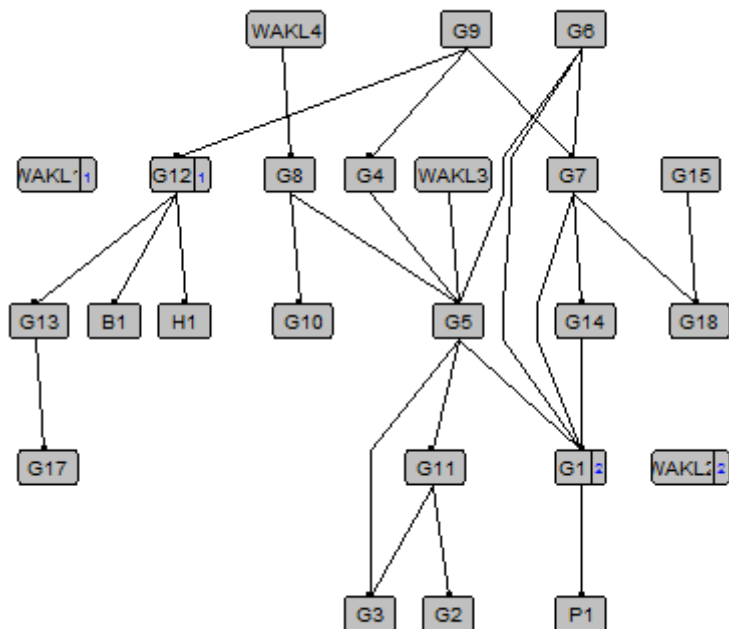 WAKL4 G9 G6
WAKL1 1 G12 1 G8 G4 WAKL3 G7 G15
G13 B1 H1 G10 G5 G14 G18
G17 G11 G1 2 WAKL2 2
G3 G2 P1